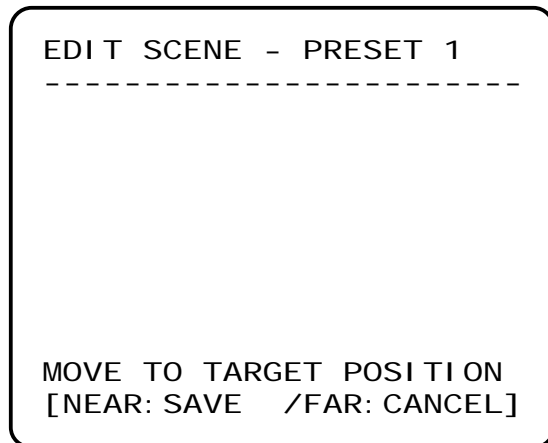 EDIT SCENE - PRESET 1
------------------------
MOVE TO TARGET POSITION
[NEAR:SAVE /FAR:CANCEL]